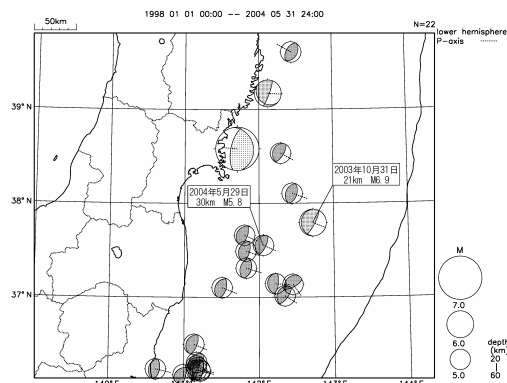 1998 01 01 00:00 -- 2004 05 31 24:00
N=22
50km
lower hemisphere
P-axis
39°N
38°N
37°N
2003年10月31日
21km M6.9
2004年5月29日
30km M5.8
M
7.0
6.0
5.0
depth
(km)
20
60